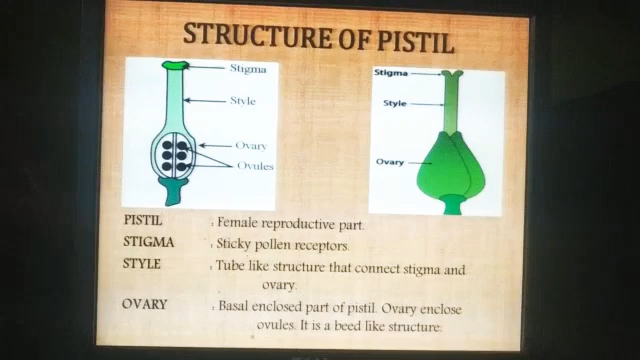 STRUCTURE OF PISTIL
Stigma
Style
Ovary
Ovules
Stigma
Style
Ovary
PISTIL : Female reproductive part.
STIGMA : Sticky pollen receptors.
STYLE : Tube like structure that connect stigma and
ovary.
OVARY : Basal enclosed part of pistil. Ovary enclose
ovules. It is a beed like structure.